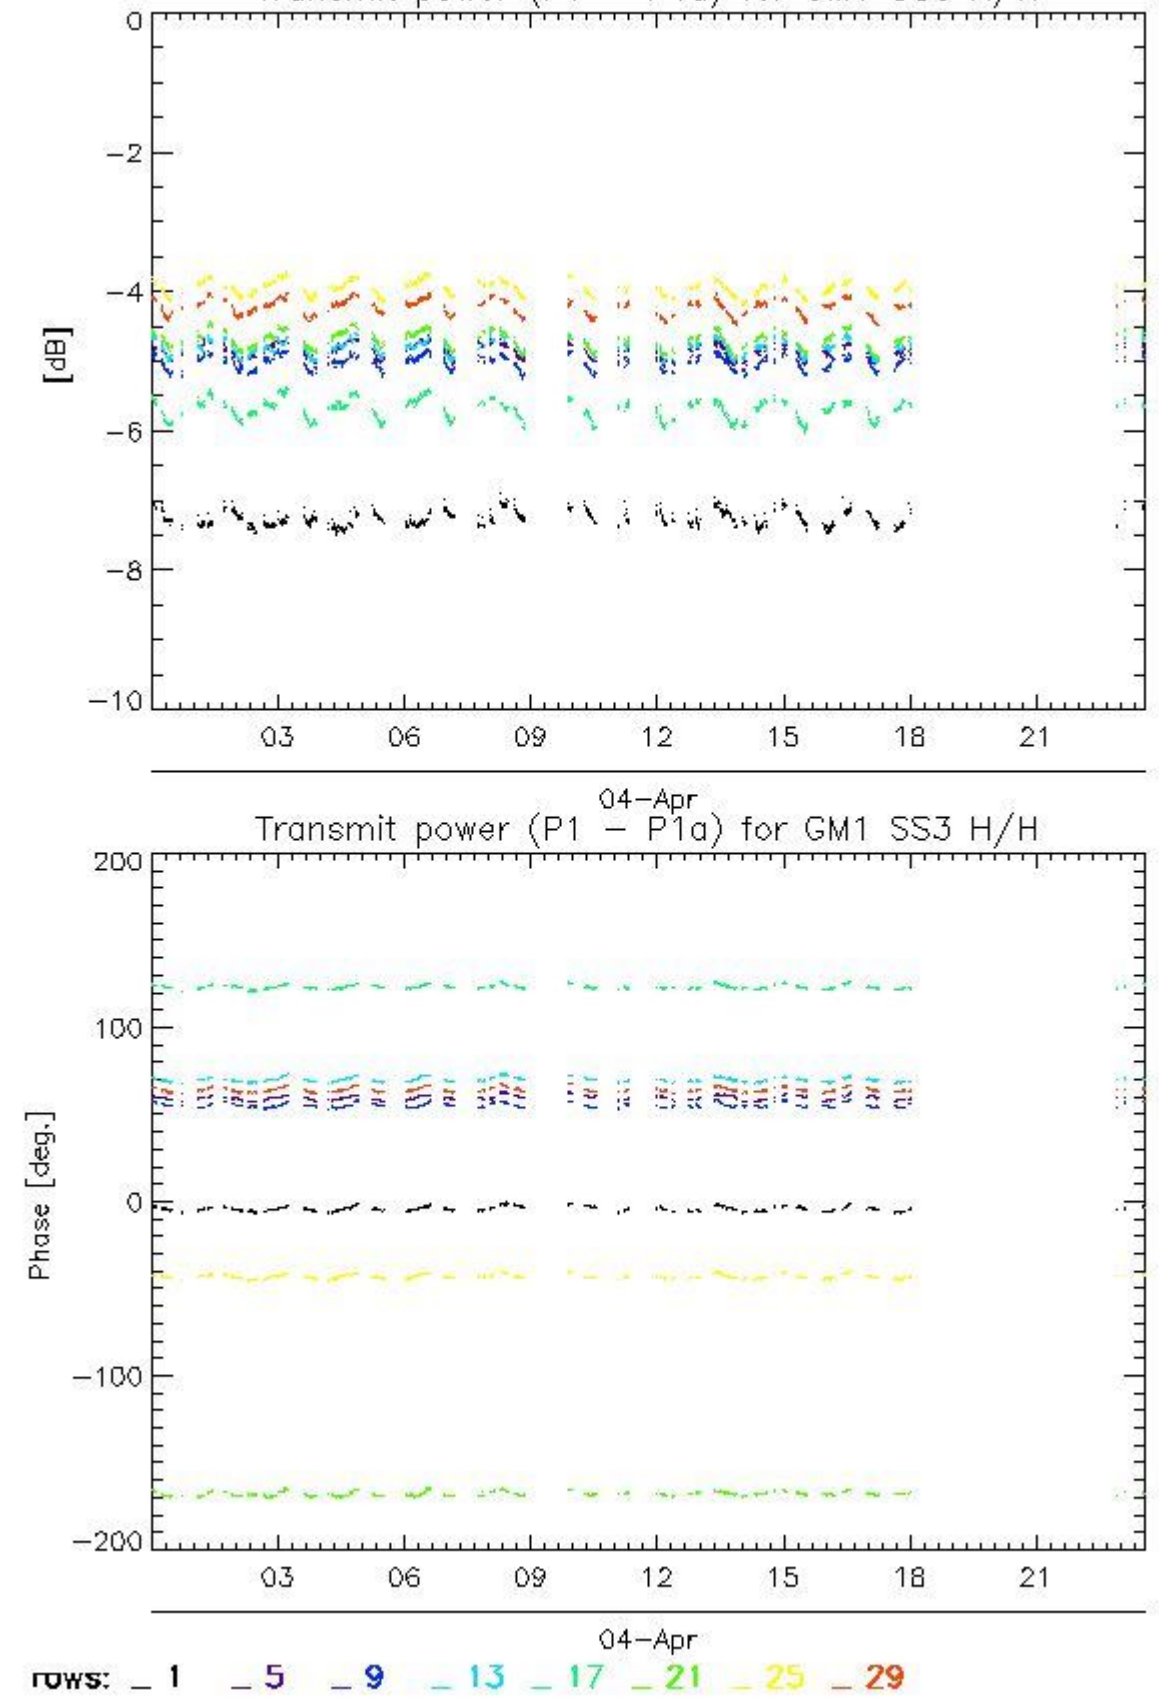 0
-2
-4
[dB]
-6
-8
-10
03 06 09 12 15 18 21
04-Apr
Transmit power (P1 - P1a) for GM1 SS3 H/H
200
100
Phase [deg.]
0
-100
-200
03 06 09 12 15 18 21
04-Apr
rows: _ 1 _ 5 _ 9 _ 13 _ 17 _ 21 _ 25 _ 29